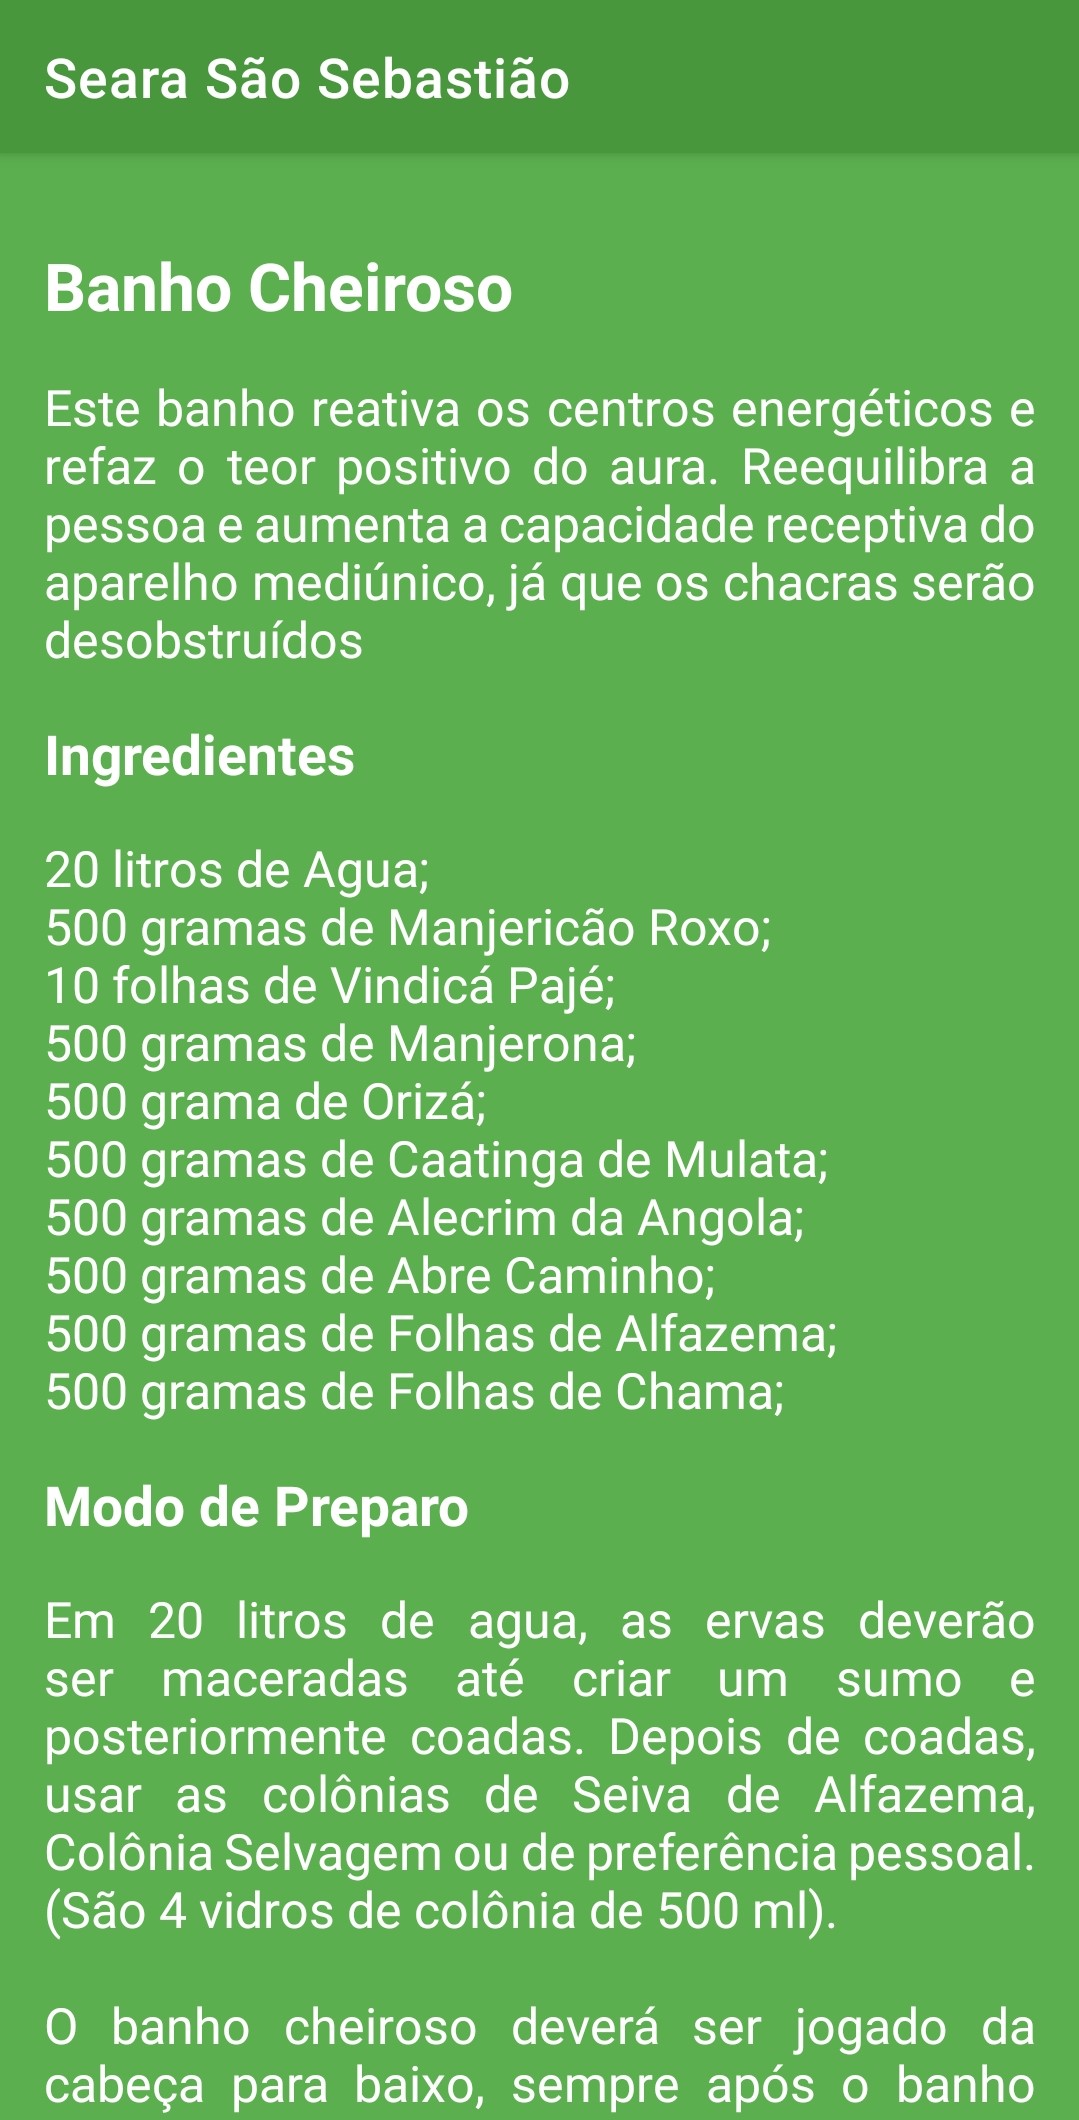 Seara São Sebastião
Banho Cheiroso
Este banho reativa os centros energéticos e
refaz o teor positivo do aura. Reequilibra a
pessoa e aumenta a capacidade receptiva do
aparelho mediúnico, já que os chacras serão
desobstruídos
Ingredientes
20 litros de Agua;
500 gramas de Manjericão Roxo;
10 folhas de Vindicá Pajé;
500 gramas de Manjerona;
500 grama de Orizá;
500 gramas de Caatinga de Mulata;
500 gramas de Alecrim da Angola;
500 gramas de Abre Caminho;
500 gramas de Folhas de Alfazema;
500 gramas de Folhas de Chama;
Modo de Preparo
Em 20 litros de agua, as ervas deverão
ser maceradas até criar um sumo e
posteriormente coadas. Depois de coadas,
usar as colônias de Seiva de Alfazema,
Colônia Selvagem ou de preferência pessoal.
(São 4 vidros de colônia de 500 ml).
O banho cheiroso deverá ser jogado da
cabeça para baixo, sempre após o banho